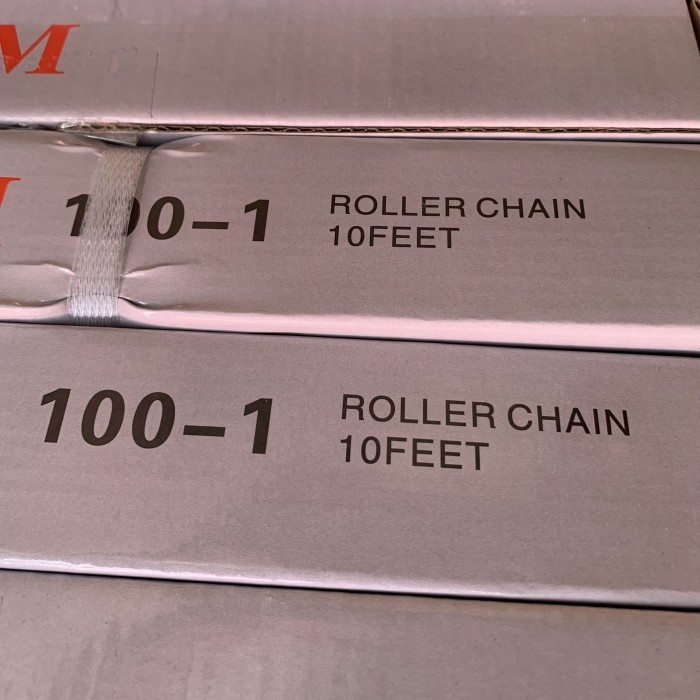 M
100-1
ROLLER CHAIN
10FEET
100-1
ROLLER CHAIN
10FEET